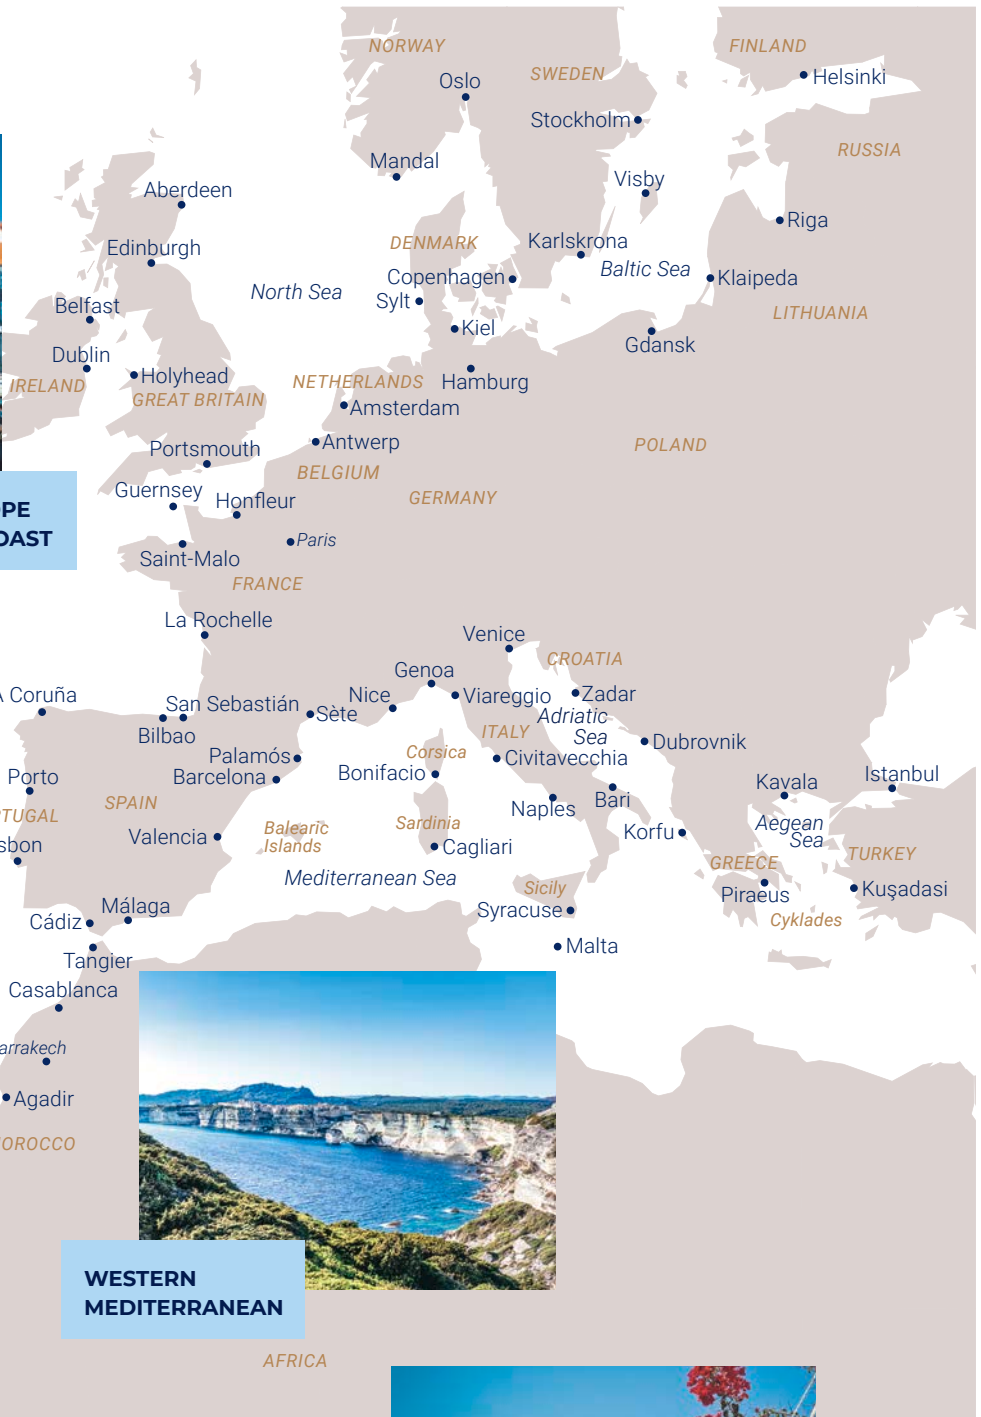 NORWAY
FINLAND
SWEDEN
Helsinki
Oslo
Stockholm
RUSSIA
Mandal
Visby
Aberdeen
Riga
Edinburgh
DENMARK
Karlskrona
Baltic Sea
Copenhagen
Klaipeda
North Sea
Sylt
Belfast
LITHUANIA
Kiel
Gdansk
Dublin
Holyhead
IRELAND
NETHERLANDS
Hamburg
GREAT BRITAIN
Amsterdam
Portsmouth
Antwerp
POLAND
BELGIUM
Guernsey
Honfleur
GERMANY
OPE
OAST
Paris
Saint-Malo
FRANCE
La Rochelle
Venice
CROATIA
Genoa
A Coruña
San Sebastián
Nice
Viareggio
Zadar
Sète
Adriatic
Sea
Bilbao
ITALY
Dubrovnik
Palamós
Corsica
Civitavecchia
Barcelona
Bonifacio
Porto
Kavala
Istanbul
SPAIN
Naples
Bari
TUGAL
Valencia
Balearic
Islands
Sardinia
Korfu
Aegean
Sea
sbon
Cagliari
GREECE
TURKEY
Mediterranean Sea
Sicily
Piraeus
Kuşadasi
Málaga
Syracuse
Cyklades
Cádiz
Malta
Tangier
Casablanca
arrakech
Agadir
OROCCO
WESTERN
MEDITERRANEAN
AFRICA